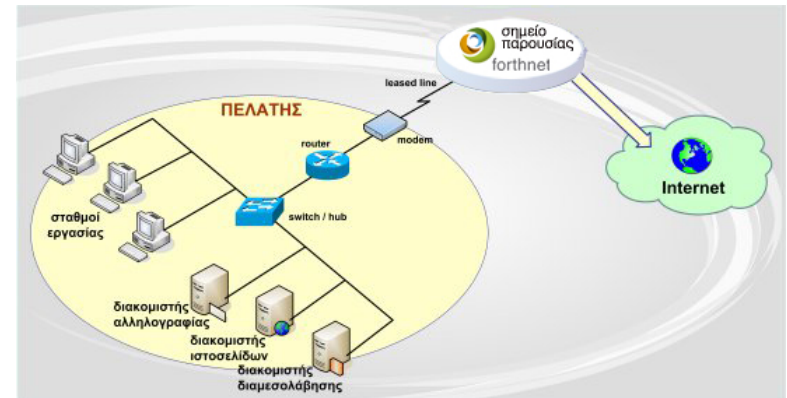 σημείο
παρουσίας
forthnet
leased line
ΠΕΛΑΤΗΣ
modem
router
Internet
σταθμοί
εργασίας
switch / hub
διακομιστής
αλληλογραφίας
διακομιστής
ιστοσελίδων
διακομιστής
διαμεσολάβησης